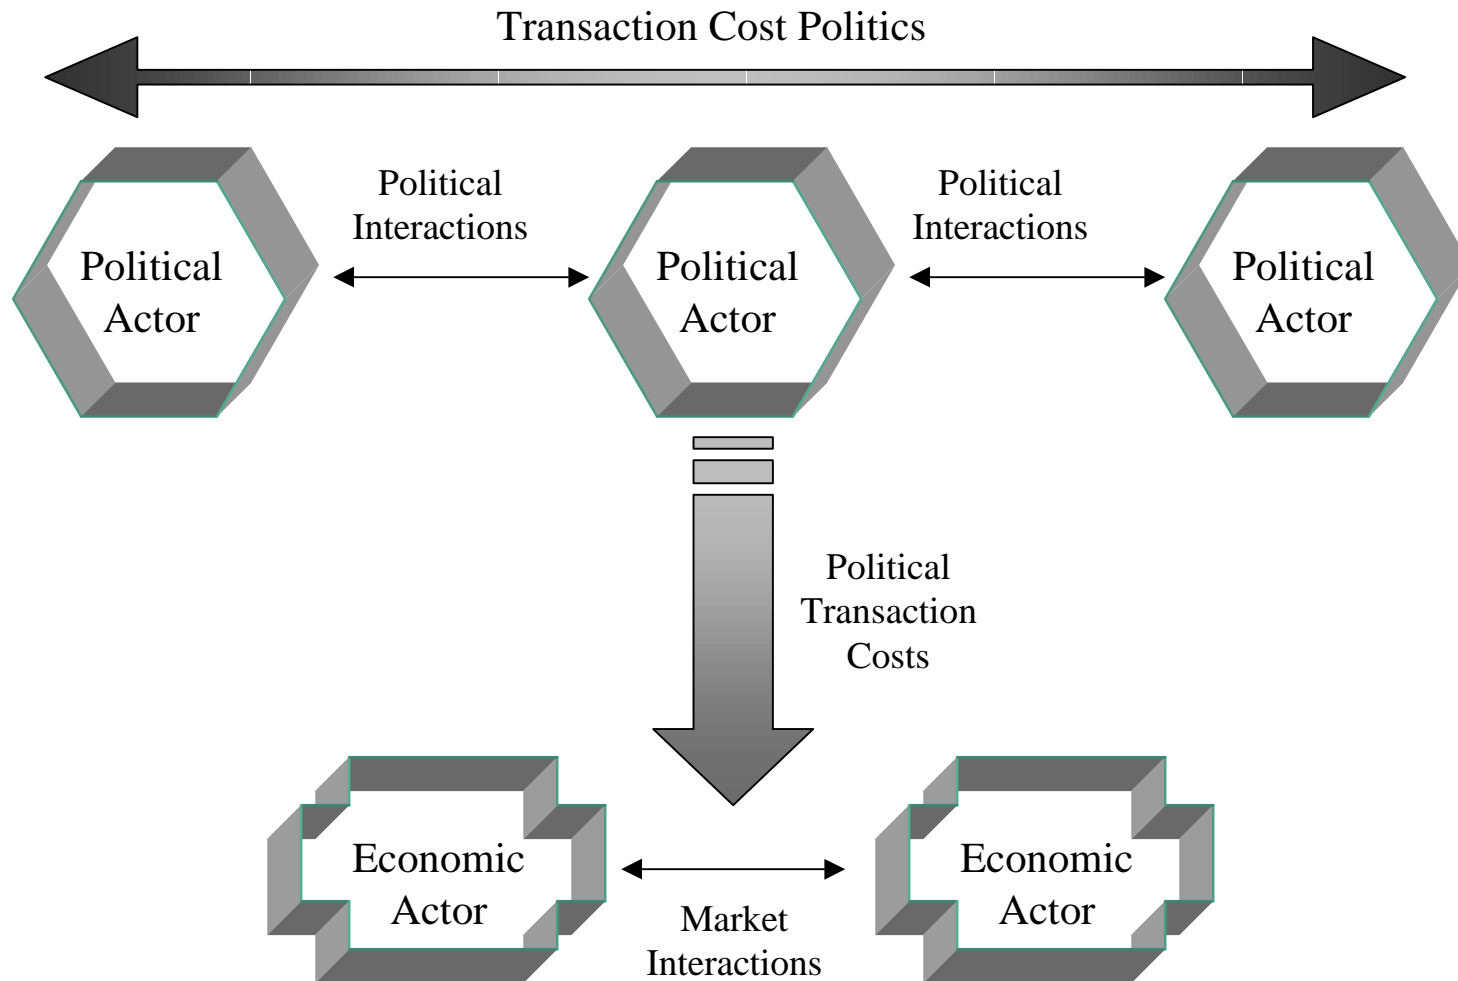 Transaction Cost Politics
Political
Interactions
Political
Interactions
Political
Actor
Political
Actor
Political
Actor
Political
Transaction
Costs
Economic
Actor
Economic
Actor
Market
Interactions